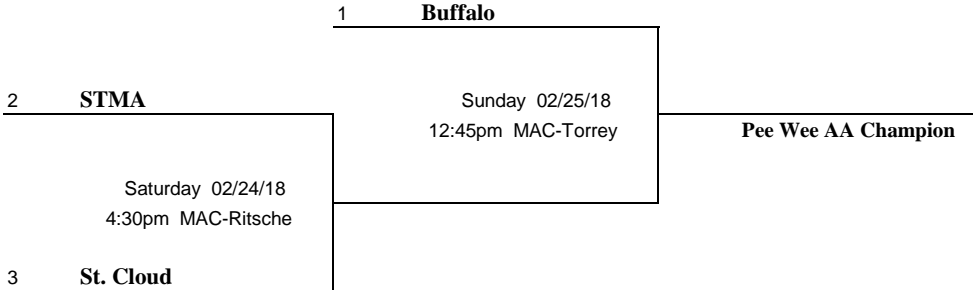 1 Buffalo
2 STMA
Sunday 02/25/18
12:45pm MAC-Torrey
Pee Wee AA Champion
Saturday 02/24/18
4:30pm MAC-Ritsche
3 St. Cloud